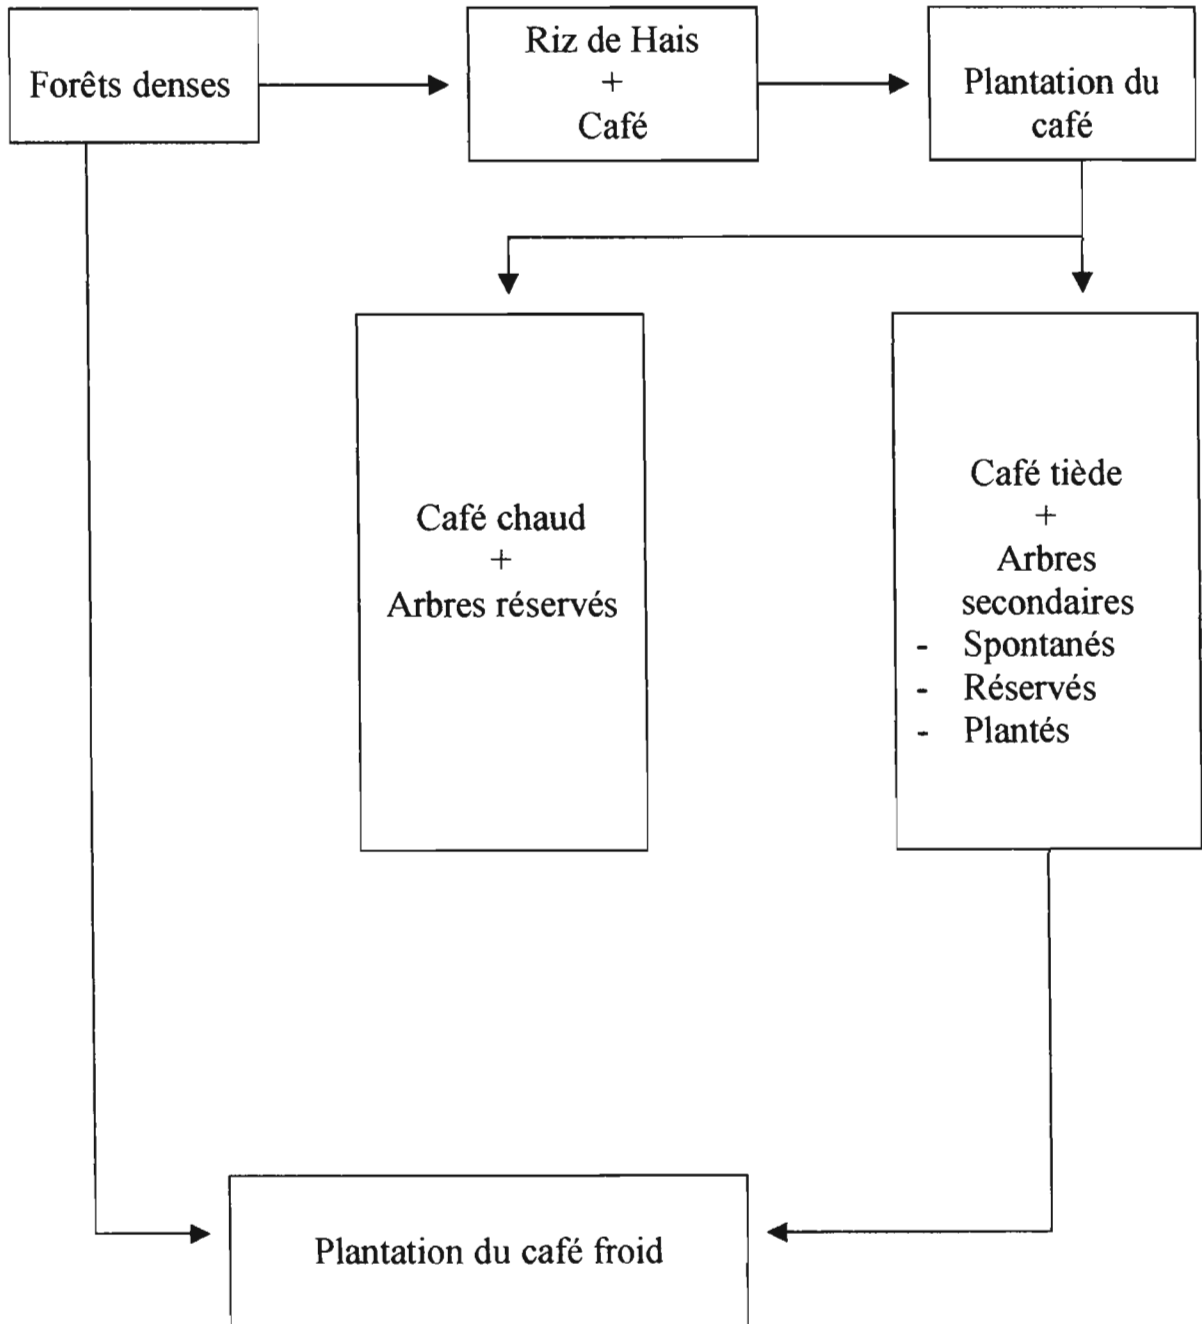 Forêts denses
Riz de Hais
+
Café
Plantation du
café
Café chaud
+
Arbres réservés
Café tiède
+
Arbres
secondaires
- Spontanés
- Réservés
- Plantés
Plantation du café froid